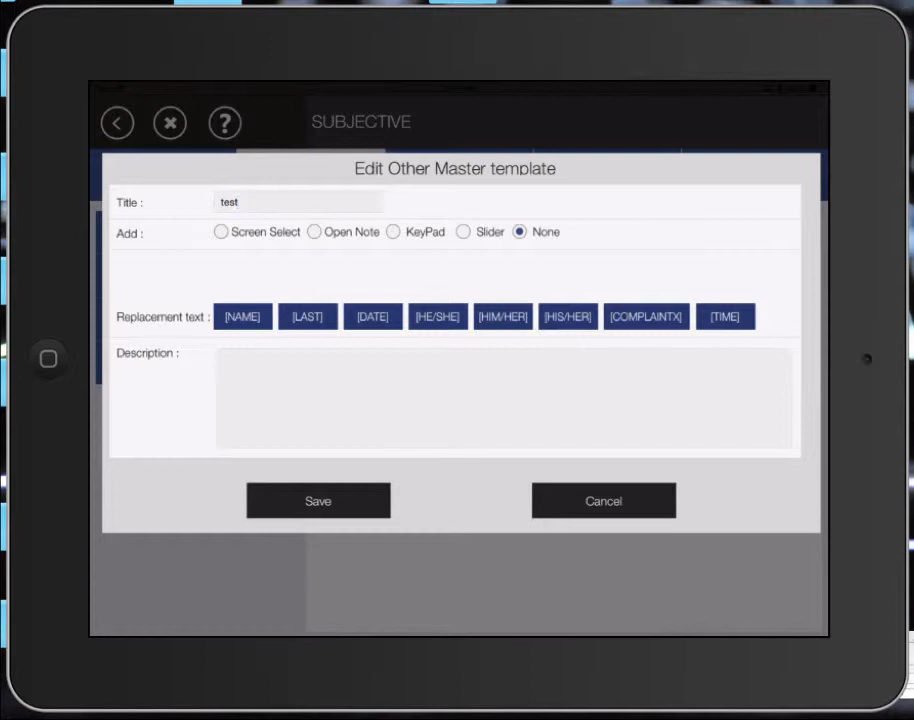 SUBJECTIVE
Edit Other Master template
Title : test
Add : Screen Select Open Note KeyPad Slider None
Replacement text : [NAME] [LAST] [DATE] [HE/SHE] [HIM/HER] [HIS/HER] [COMPLAINTX] [TIME]
Description :
Save Cancel